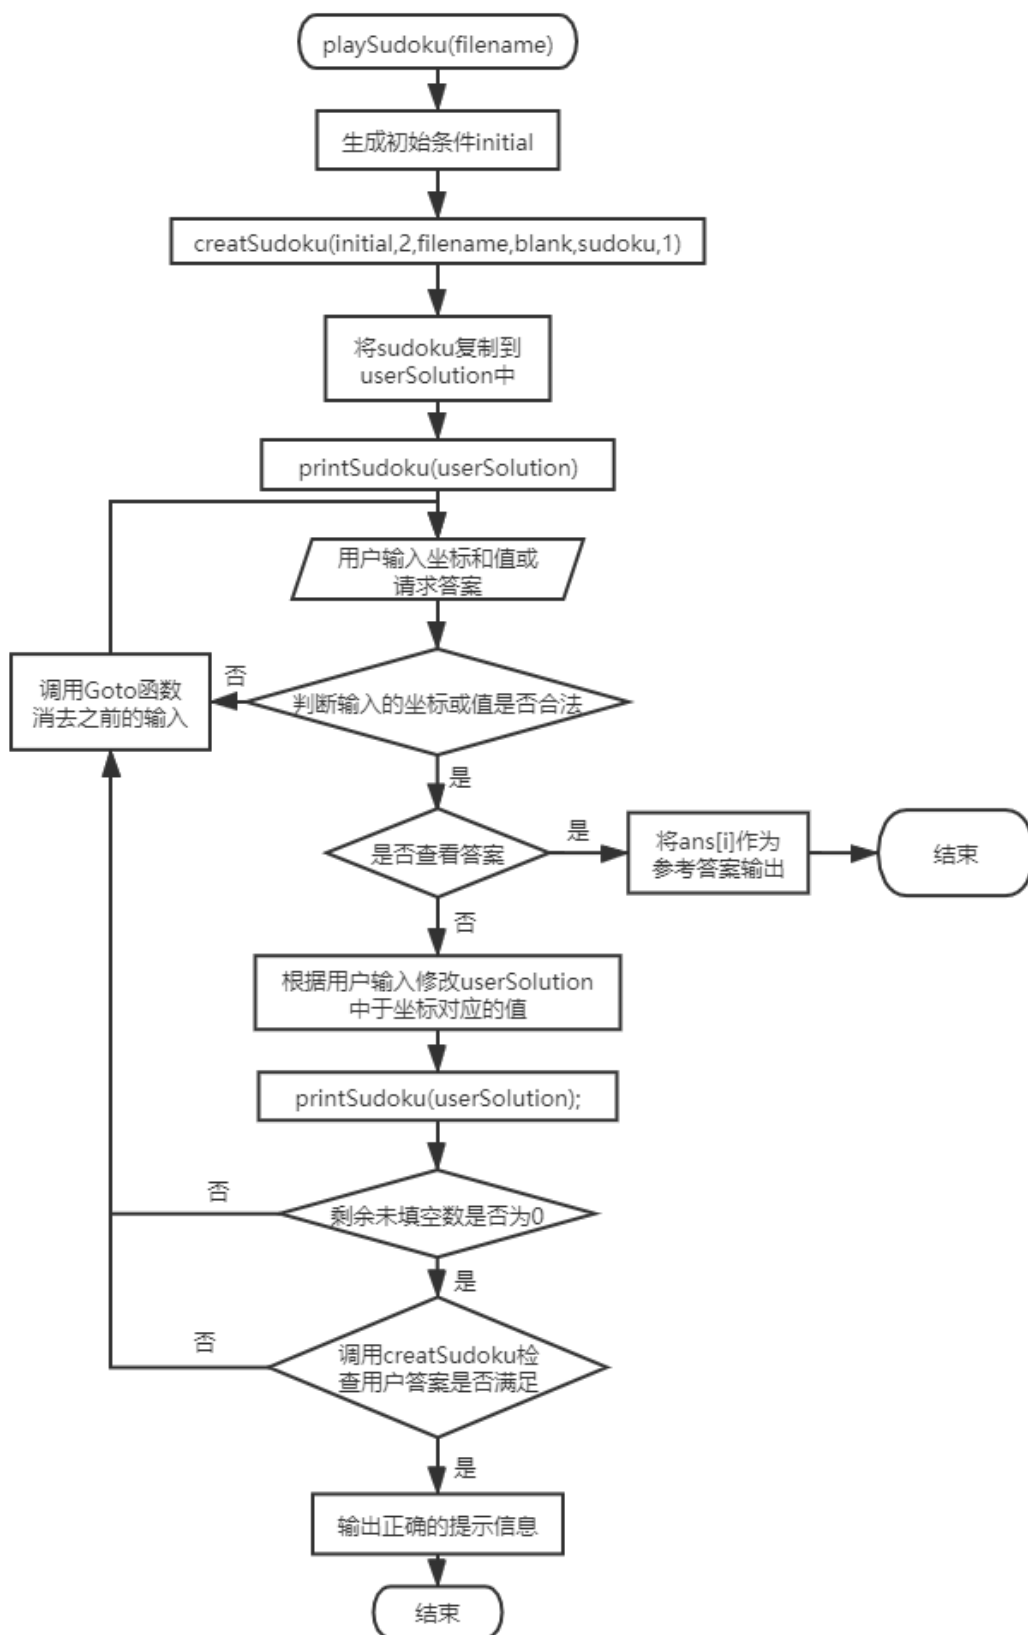 playSudoku(filename)
生成初始条件initial
creatSudoku(initial,2,filename,blank,sudoku,1)
将sudoku复制到
userSolution中
printSudoku(userSolution)
用户输入坐标和值或
请求答案
否
调用Goto函数
消去之前的输入
判断输入的坐标或值是否合法
是
是否查看答案
是
将ans[i]作为
参考答案输出
结束
否
根据用户输入修改userSolution
中于坐标对应的值
printSudoku(userSolution);
否
剩余未填空数是否为0
是
否
调用creatSudoku检
查用户答案是否满足
是
输出正确的提示信息
结束